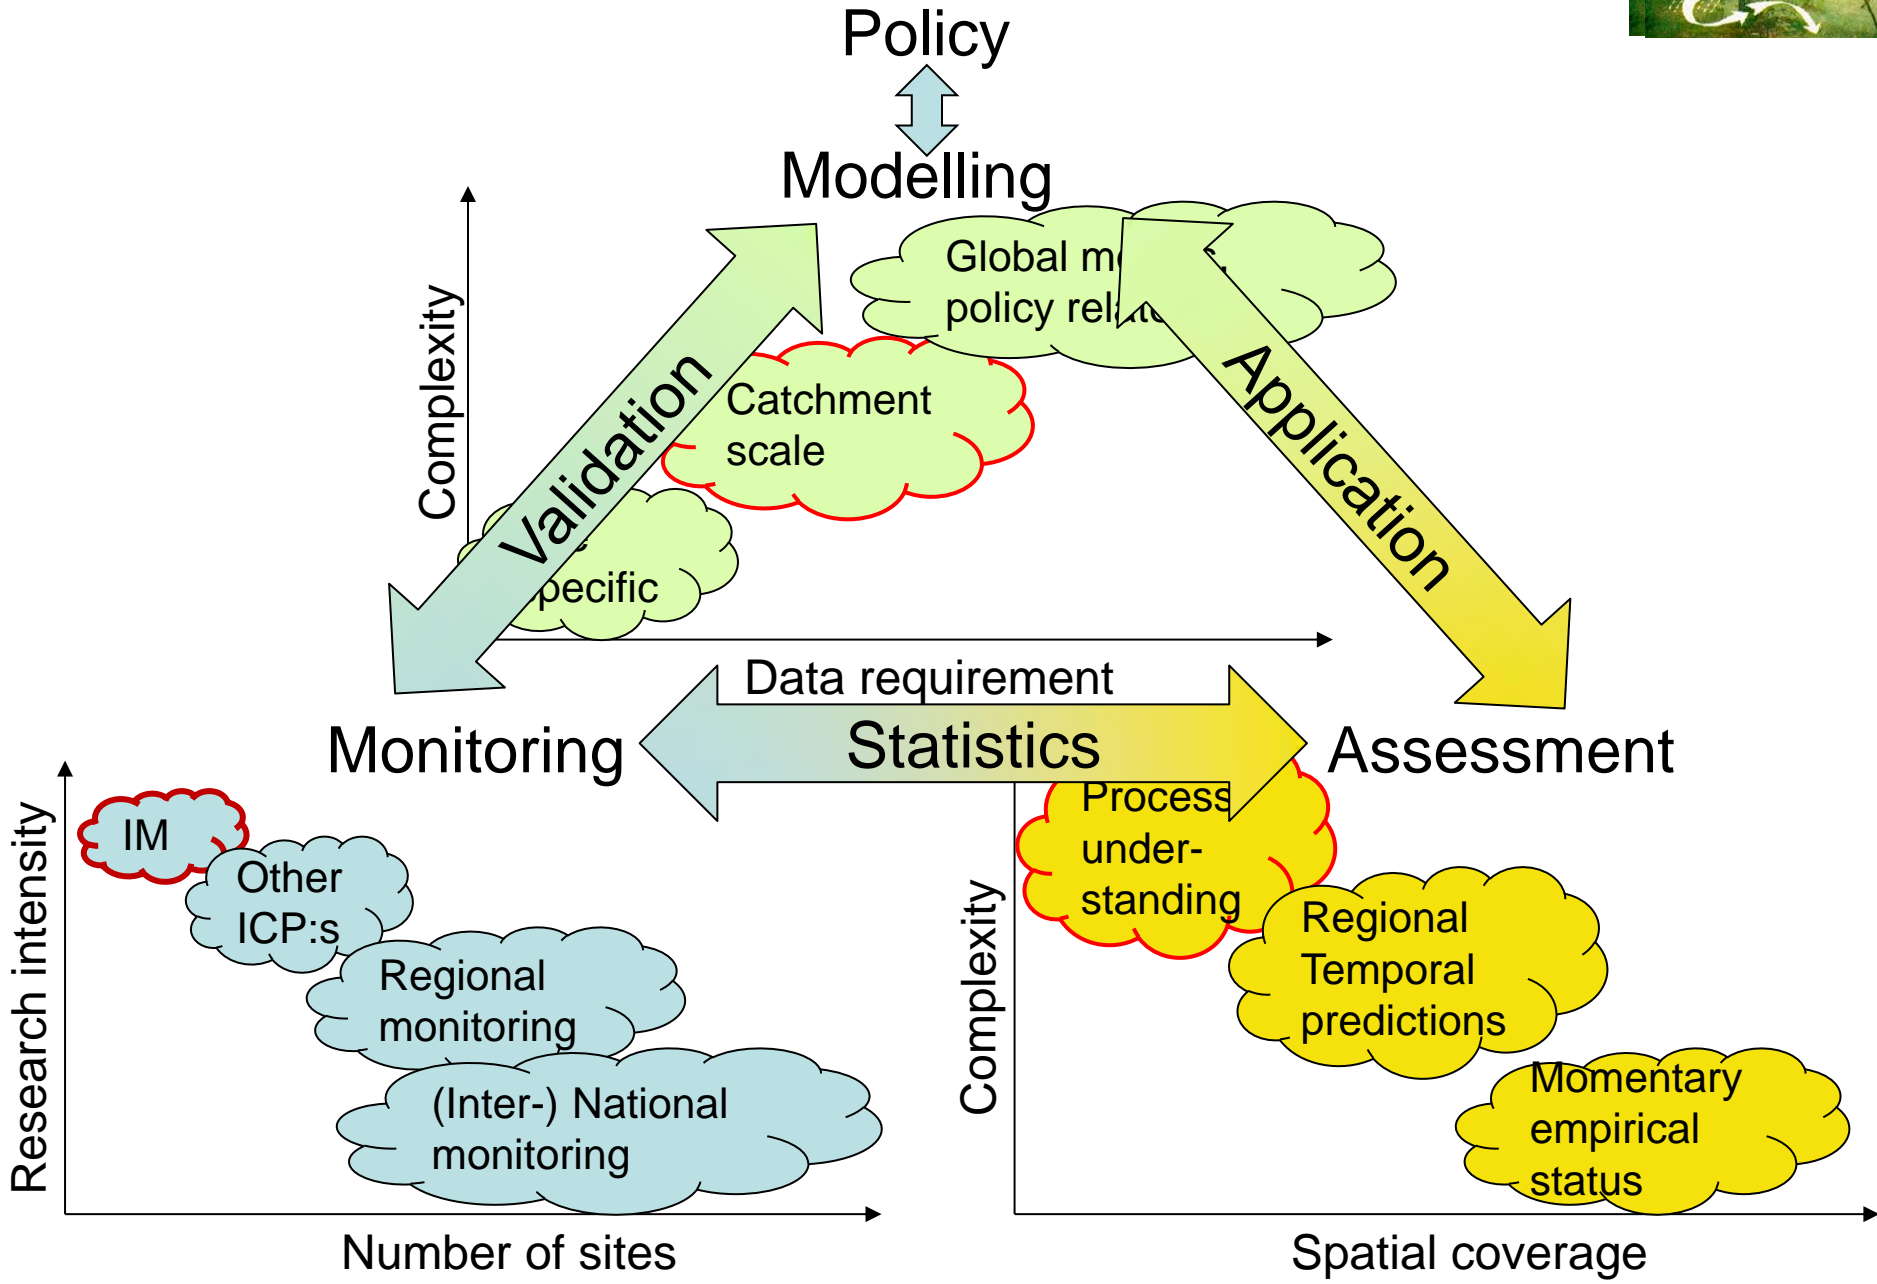 Policy
Modelling
Complexity
Global
policy
Validation
Catchment
scale
Application
specific
Data requirement
Monitoring
Statistics
Assessment
Research intensity
IM
Other
ICP:s
Regional
monitoring
(Inter-) National
monitoring
Number of sites
Complexity
Process
under-
standing
Regional
Temporal
predictions
Momentary
empirical
status
Spatial coverage